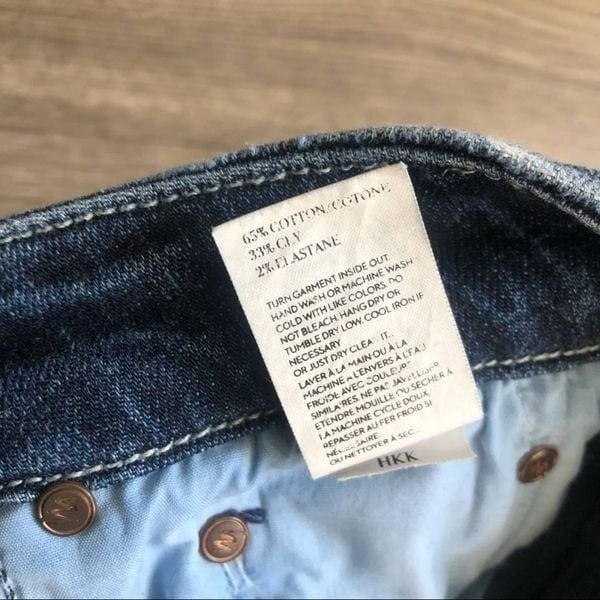 65% COTTON/COTONE
33% CLY
2% ELASTANE
TURN GARMENT INSIDE OUT.
HAND WASH OR MACHINE WASH
COLD WITH LIKE COLORS. DO
NOT BLEACH. HANG DRY OR
TUMBLE DRY LOW. COOL IRON IF
NECESSARY
OR JUST DRY CLEAN IT.
LAVER À LA MAIN OU À LA
MACHINE À L'ENVERS À L'EAU
FROIDE AVEC COULEURS
SIMILAIRES. NE PAS JAVELLISER
ETENDRE MOUILLE OU SECHER À
LA MACHINE CYCLE DOUX.
REPASSER AU FER FROID SI
NECESSAIRE
OU NETTOYER À SEC.
HKK